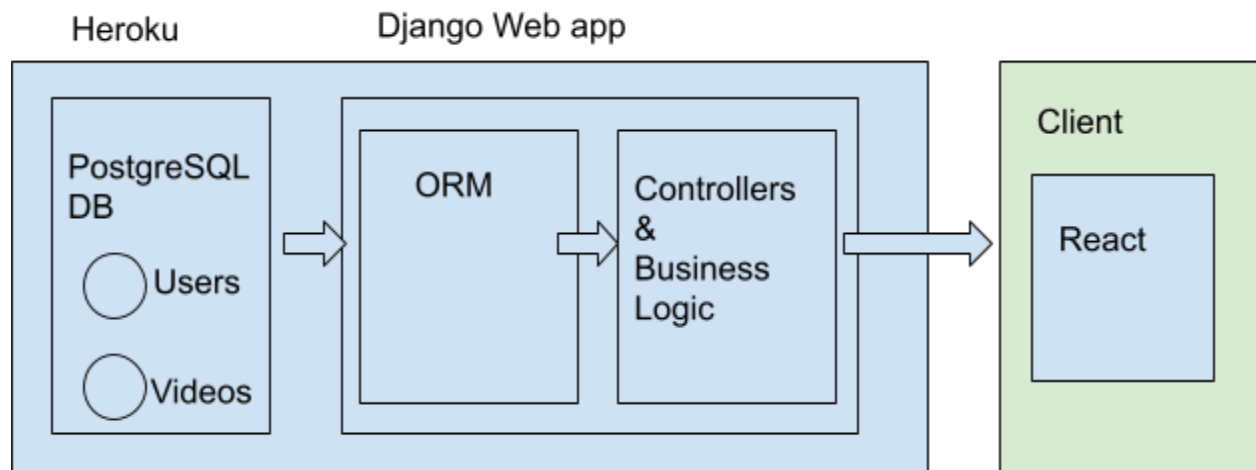 Heroku
Django Web app
PostgreSQL
DB
Users
Videos
ORM
Controllers
&
Business
Logic
Client
React